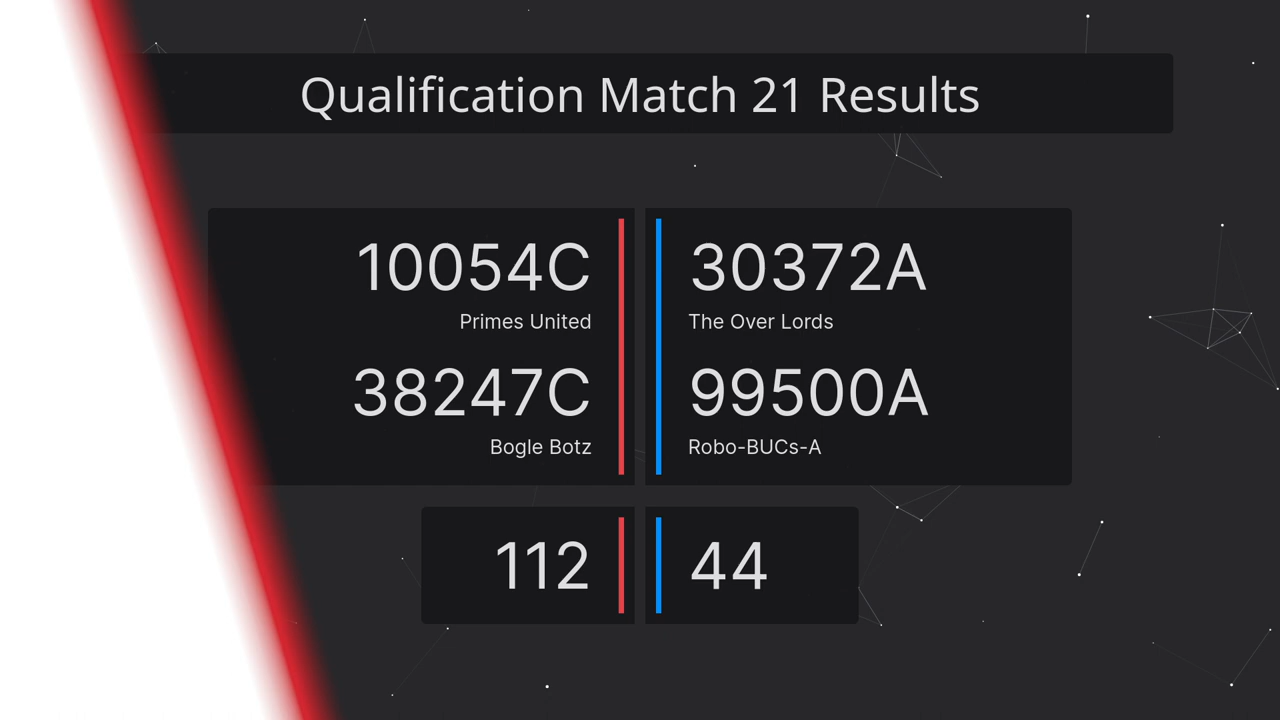 Qualification Match 21 Results
10054C
Primes United
38247C
Bogle Botz
30372A
The Over Lords
99500A
Robo-BUCs-A
112
44